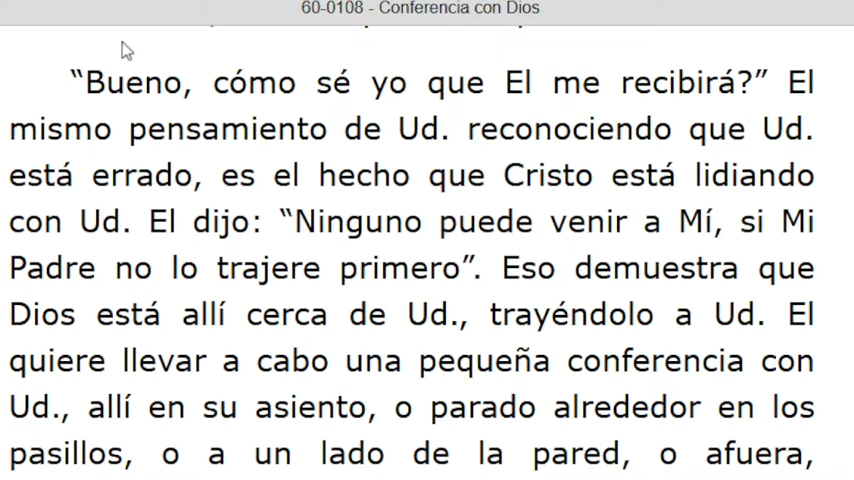 60-0108 - Conferencia con Dios
“Bueno, cómo sé yo que El me recibirá?” El
mismo pensamiento de Ud. reconociendo que Ud.
está errado, es el hecho que Cristo está lidiando
con Ud. El dijo: “Ninguno puede venir a Mí, si Mi
Padre no lo trajere primero”. Eso demuestra que
Dios está allí cerca de Ud., trayéndolo a Ud. El
quiere llevar a cabo una pequeña conferencia con
Ud., allí en su asiento, o parado alrededor en los
pasillos, o a un lado de la pared, o afuera,